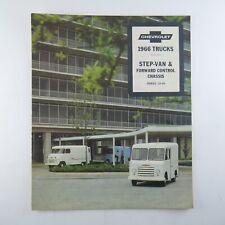 CHEVROLET
1966 TRUCKS
STEP-VAN &
FORWARD CONTROL
CHASSIS